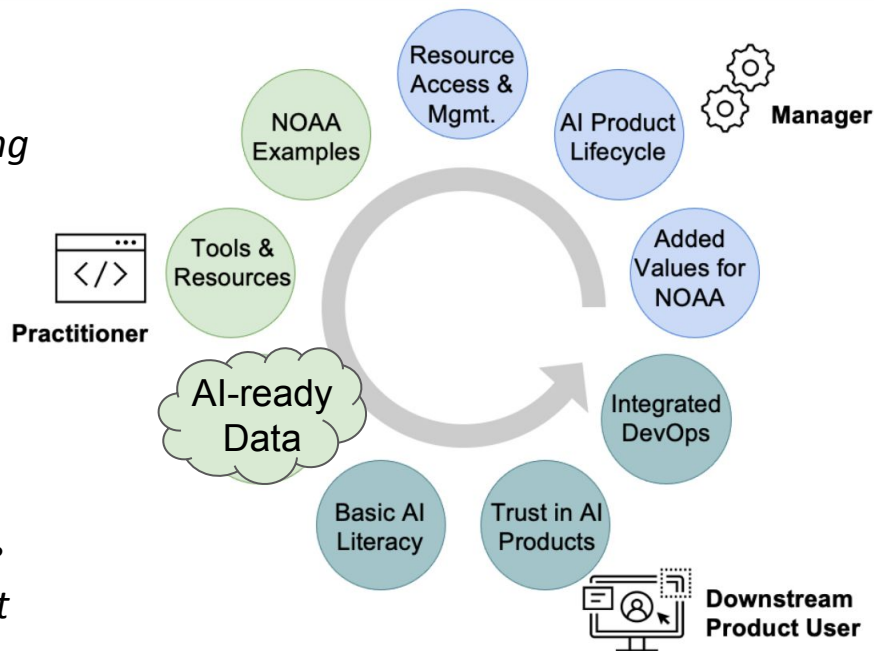 Resource
Access &
Mgmt.
AI Product
Lifecycle
Manager
Added
Values for
NOAA
Integrated
DevOps
Trust in AI
Products
Downstream
Product User
Basic AI
Literacy
AI-ready
Data
Tools &
Resources
</>
Practitioner
NOAA
Examples